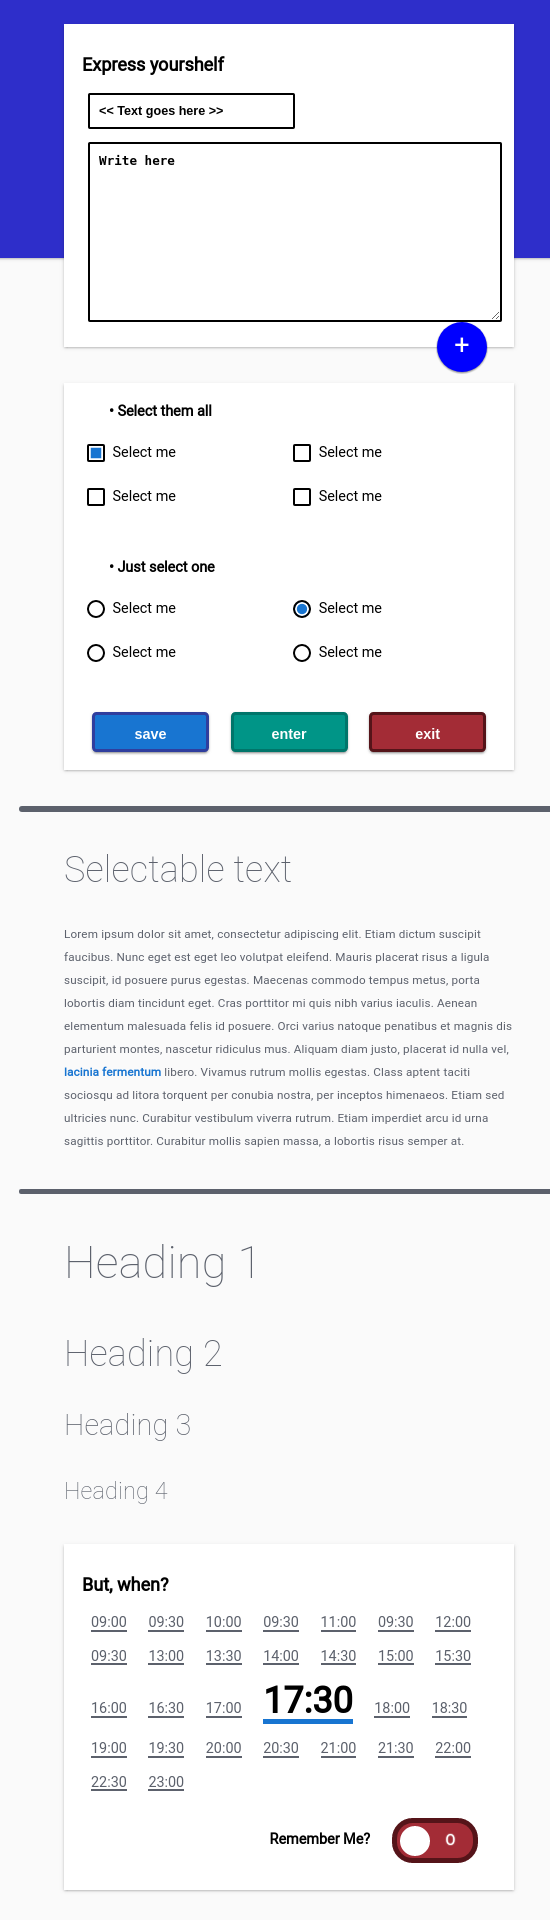 Express yourshelf
<< Text goes here >>
Write here
+
• Select them all
Select me Select me
Select me Select me
• Just select one
Select me Select me
Select me Select me
save enter exit
Selectable text
Lorem ipsum dolor sit amet, consectetur adipiscing elit. Etiam dictum suscipit
faucibus. Nunc eget est eget leo volutpat eleifend. Mauris placerat risus a ligula
suscipit, id posuere purus egestas. Maecenas commodo tempus metus, porta
lobortis diam tincidunt eget. Cras porttitor mi quis nibh varius iaculis. Aenean
elementum malesuada felis id posuere. Orci varius natoque penatibus et magnis dis
parturient montes, nascetur ridiculus mus. Aliquam diam justo, placerat id nulla vel,
lacinia fermentum libero. Vivamus rutrum mollis egestas. Class aptent taciti
sociosqu ad litora torquent per conubia nostra, per inceptos himenaeos. Etiam sed
ultricies nunc. Curabitur vestibulum viverra rutrum. Etiam imperdiet arcu id urna
sagittis porttitor. Curabitur mollis sapien massa, a lobortis risus semper at.
Heading 1
Heading 2
Heading 3
Heading 4
But, when?
09:00 09:30 10:00 09:30 11:00 09:30 12:00
09:30 13:00 13:30 14:00 14:30 15:00 15:30
16:00 16:30 17:00 17:30 18:00 18:30
19:00 19:30 20:00 20:30 21:00 21:30 22:00
22:30 23:00
Remember Me? O